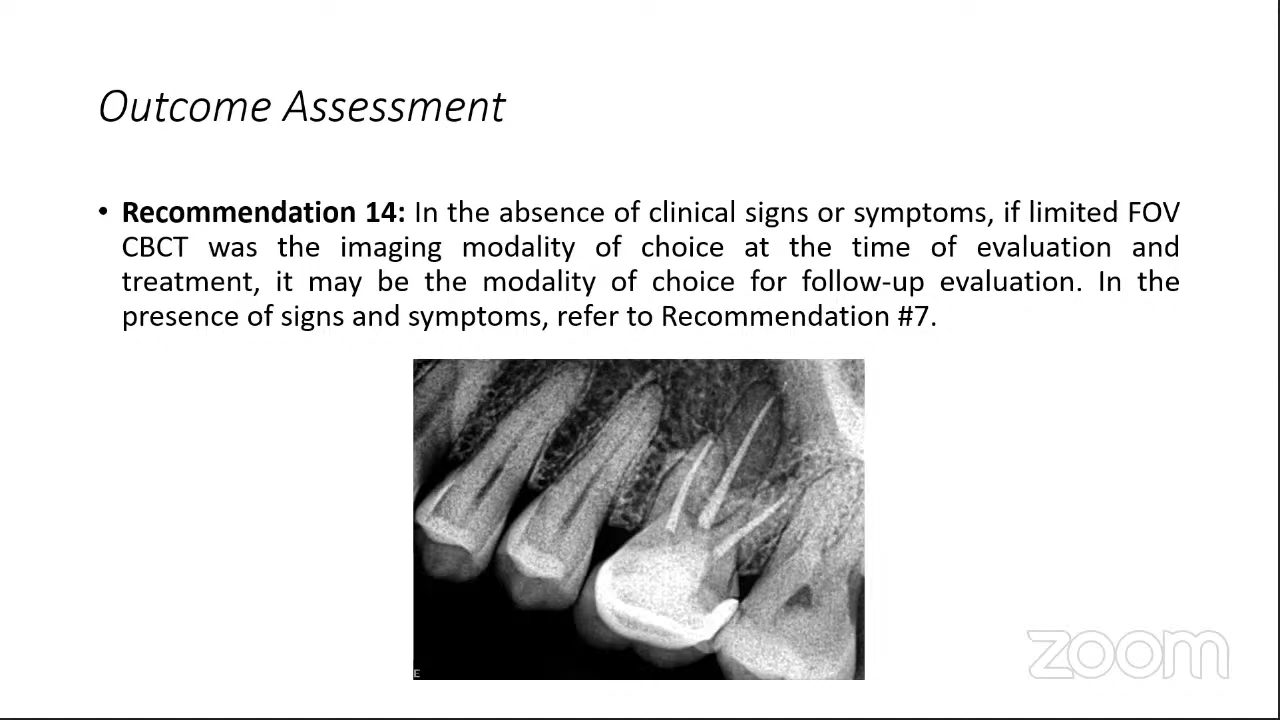 Outcome Assessment
• Recommendation 14: In the absence of clinical signs or symptoms, if limited FOV
CBCT was the imaging modality of choice at the time of evaluation and
treatment, it may be the modality of choice for follow-up evaluation. In the
presence of signs and symptoms, refer to Recommendation #7.
E
zoom